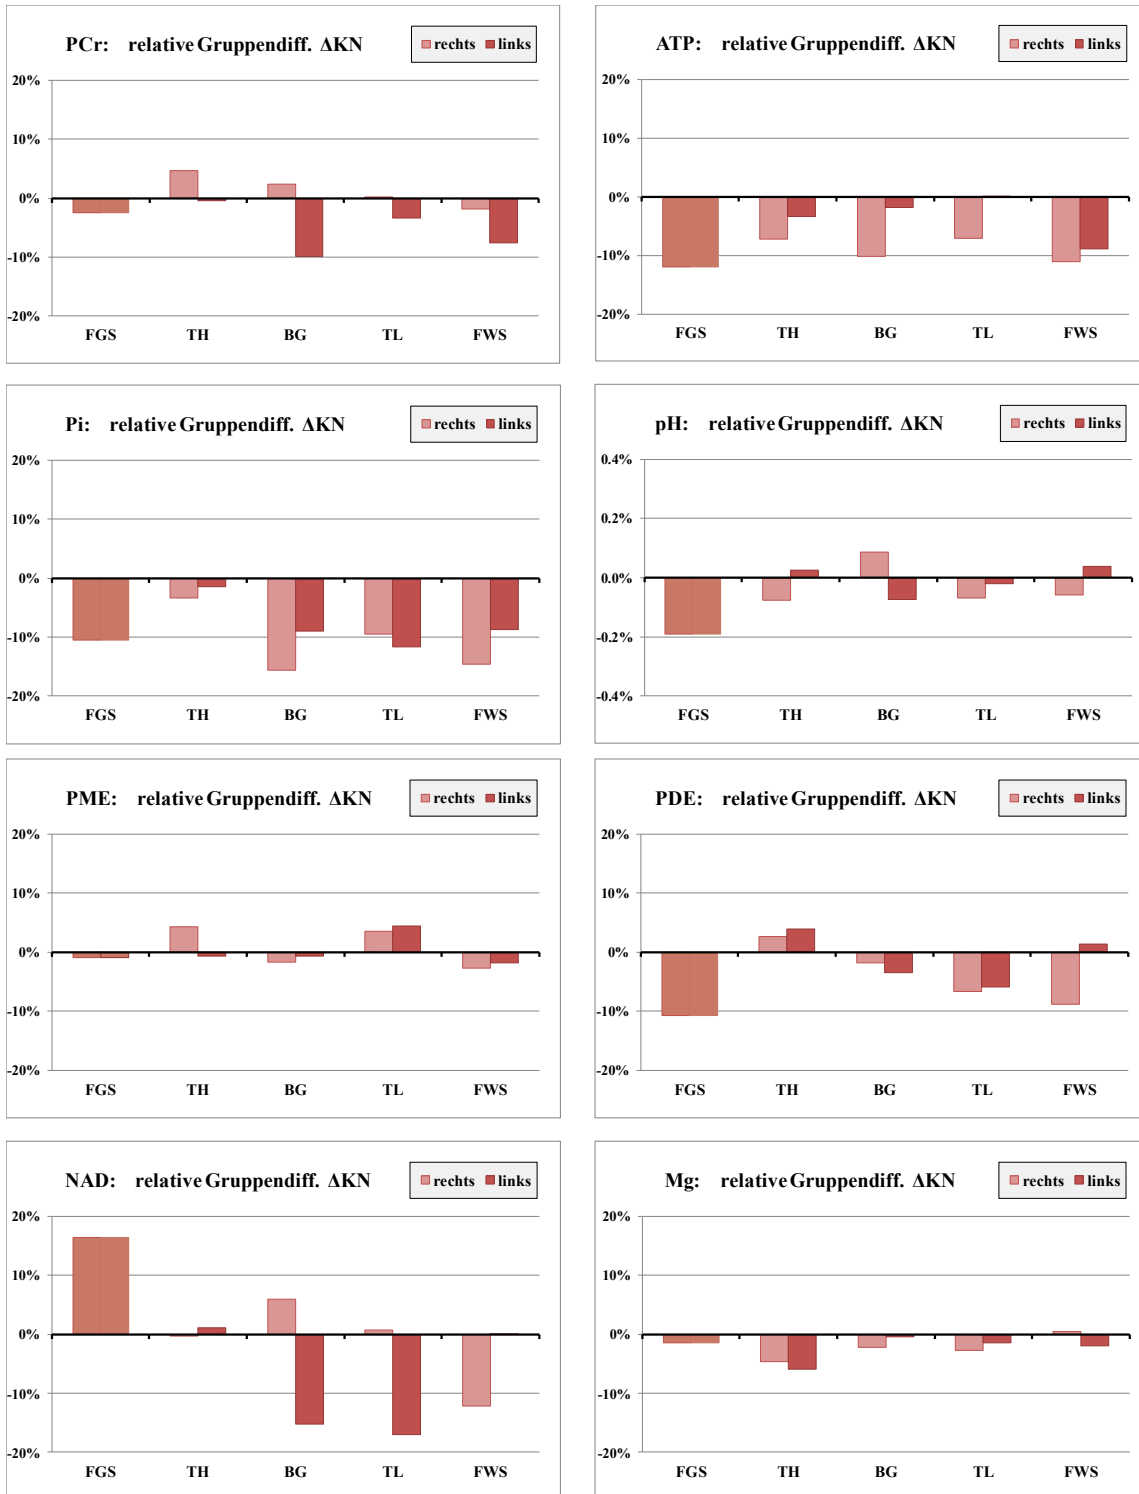 PCr: relative Gruppendiff. ΔKN
rechts links
20%
10%
0%
-10%
-20%
FGS TH BG TL FWS
ATP: relative Gruppendiff. ΔKN
rechts links
20%
10%
0%
-10%
-20%
FGS TH BG TL FWS
Pi: relative Gruppendiff. ΔKN
rechts links
20%
10%
0%
-10%
-20%
FGS TH BG TL FWS
pH: relative Gruppendiff. ΔKN
rechts links
0.4%
0.2%
0.0%
-0.2%
-0.4%
FGS TH BG TL FWS
PME: relative Gruppendiff. ΔKN
rechts links
20%
10%
0%
-10%
-20%
FGS TH BG TL FWS
PDE: relative Gruppendiff. ΔKN
rechts links
20%
10%
0%
-10%
-20%
FGS TH BG TL FWS
NAD: relative Gruppendiff. ΔKN
rechts links
20%
10%
0%
-10%
-20%
FGS TH BG TL FWS
Mg: relative Gruppendiff. ΔKN
rechts links
20%
10%
0%
-10%
-20%
FGS TH BG TL FWS